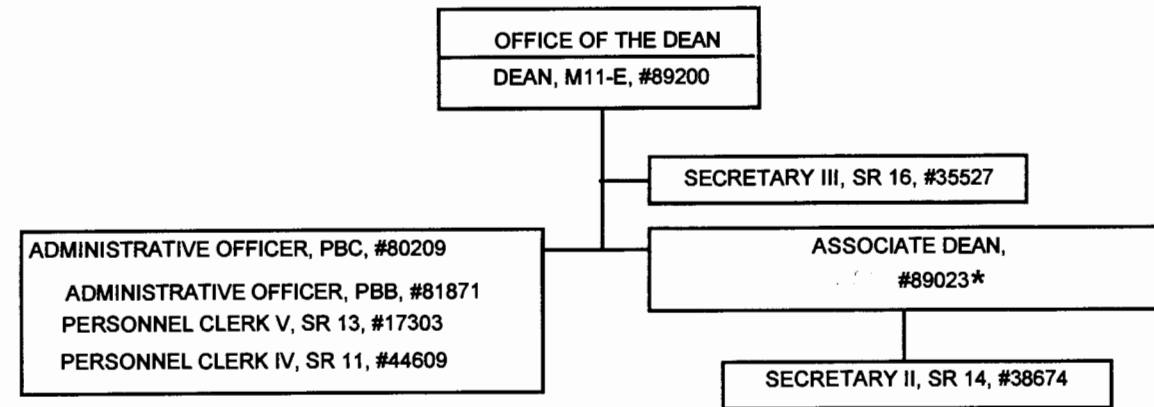 OFFICE OF THE DEAN
DEAN, M11-E, #89200
SECRETARY III, SR 16, #35527
ADMINISTRATIVE OFFICER, PBC, #80209
ADMINISTRATIVE OFFICER, PBB, #81871
PERSONNEL CLERK V, SR 13, #17303
PERSONNEL CLERK IV, SR 11, #44609
ASSOCIATE DEAN,
#89023*
SECRETARY II, SR 14, #38674